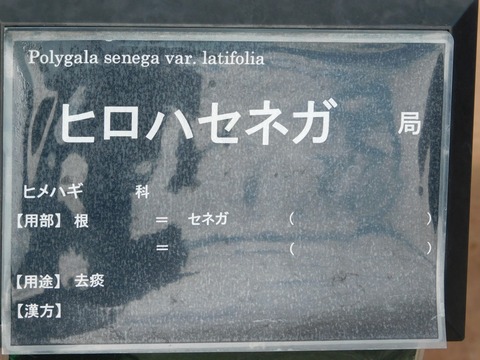 Polygala senega var. latifolia
ヒロハセネガ 局
ヒメハギ 科
【用部】 根 ＝ セネガ （ ）
＝ （ ）
【用途】 去痰
【漢方】